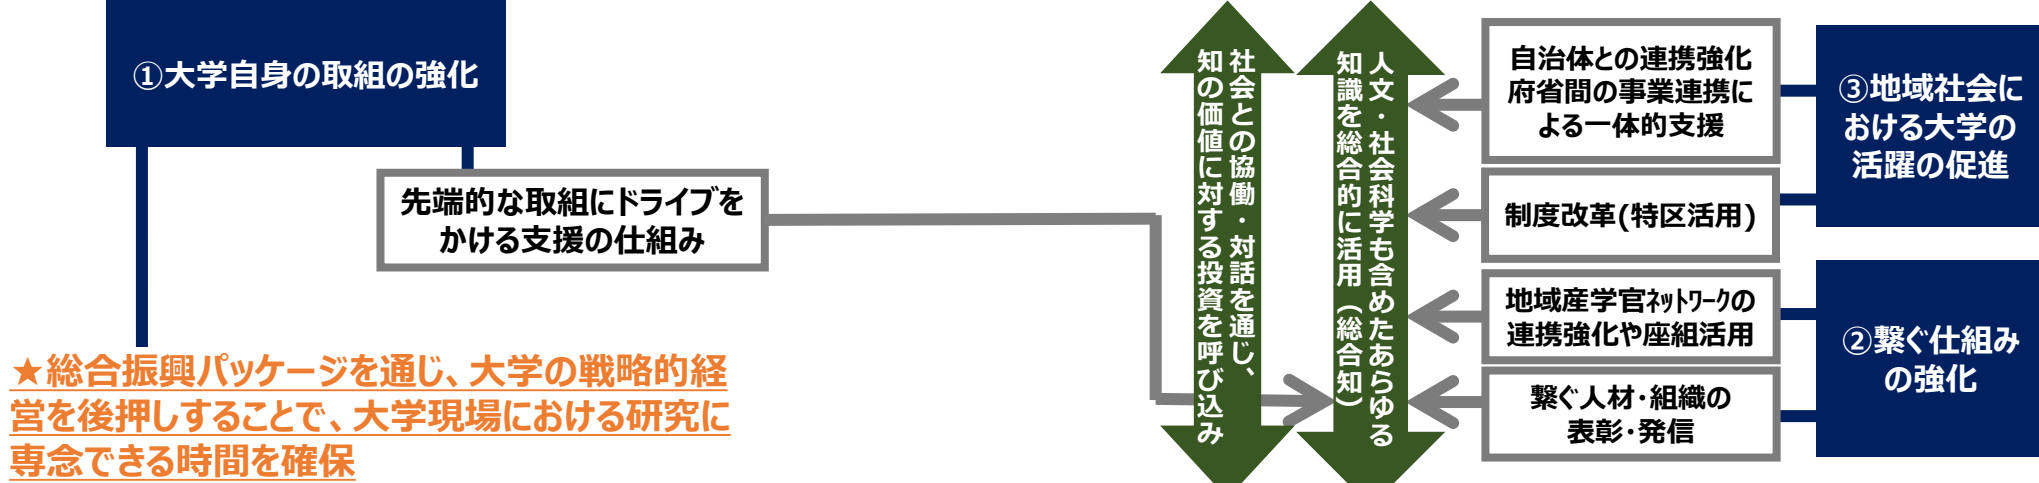 ①大学自身の取組の強化
先端的な取組にドライブを
かける支援の仕組み
★総合振興パッケージを通じ、大学の戦略的経
営を後押しすることで、大学現場における研究に
専念できる時間を確保
社会との協働・対話を通じ、
知の価値に対する投資を呼び込み
人文・社会科学も含めたあらゆる
知識を総合的に活用（総合知）
自治体との連携強化
府省間の事業連携に
よる一体的支援
制度改革(特区活用)
地域産学官ﾈｯﾄﾜｰｸの
連携強化や座組活用
繋ぐ人材・組織の
表彰・発信
③地域社会に
おける大学の
活躍の促進
②繋ぐ仕組み
の強化